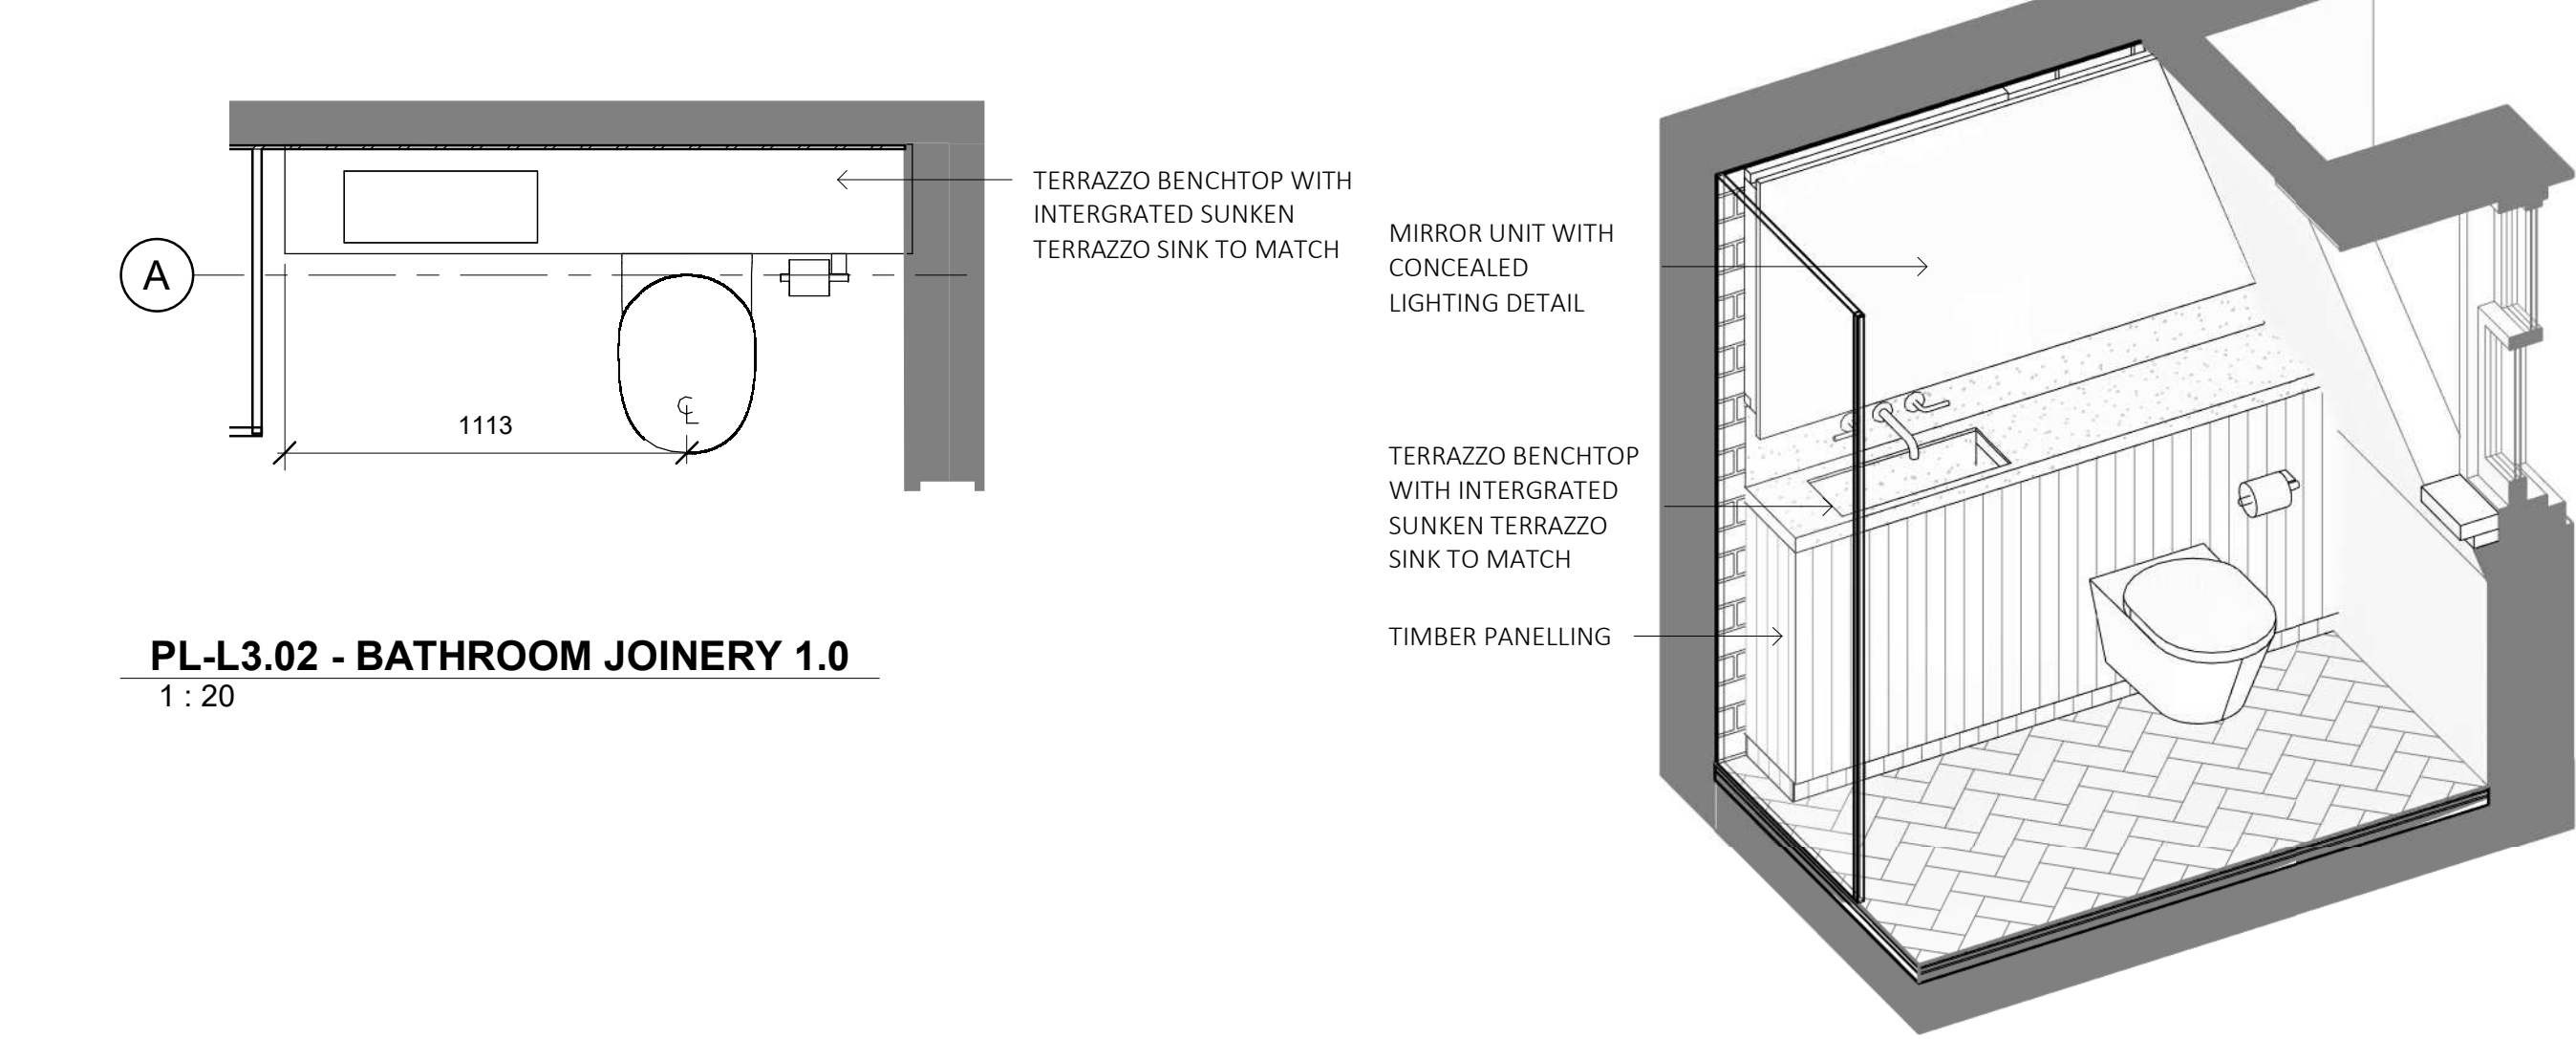 TERRAZZO BENCHTOP WITH
INTERGRATED SUNKEN
TERRAZZO SINK TO MATCH
A
1113
℄
PL-L3.02 - BATHROOM JOINERY 1.0
1 : 20
MIRROR UNIT WITH
CONCEALED
LIGHTING DETAIL
TERRAZZO BENCHTOP
WITH INTERGRATED
SUNKEN TERRAZZO
SINK TO MATCH
TIMBER PANELLING